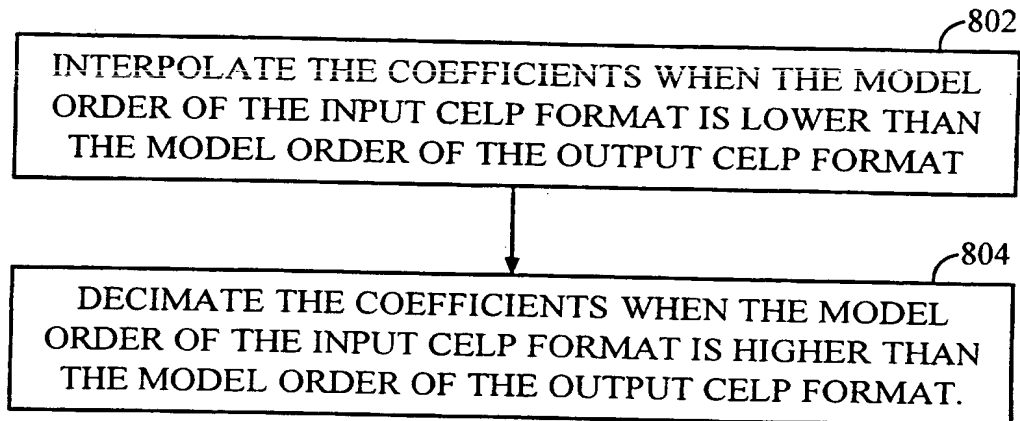 802
INTERPOLATE THE COEFFICIENTS WHEN THE MODEL
ORDER OF THE INPUT CELP FORMAT IS LOWER THAN
THE MODEL ORDER OF THE OUTPUT CELP FORMAT
804
DECIMATE THE COEFFICIENTS WHEN THE MODEL
ORDER OF THE INPUT CELP FORMAT IS HIGHER THAN
THE MODEL ORDER OF THE OUTPUT CELP FORMAT.